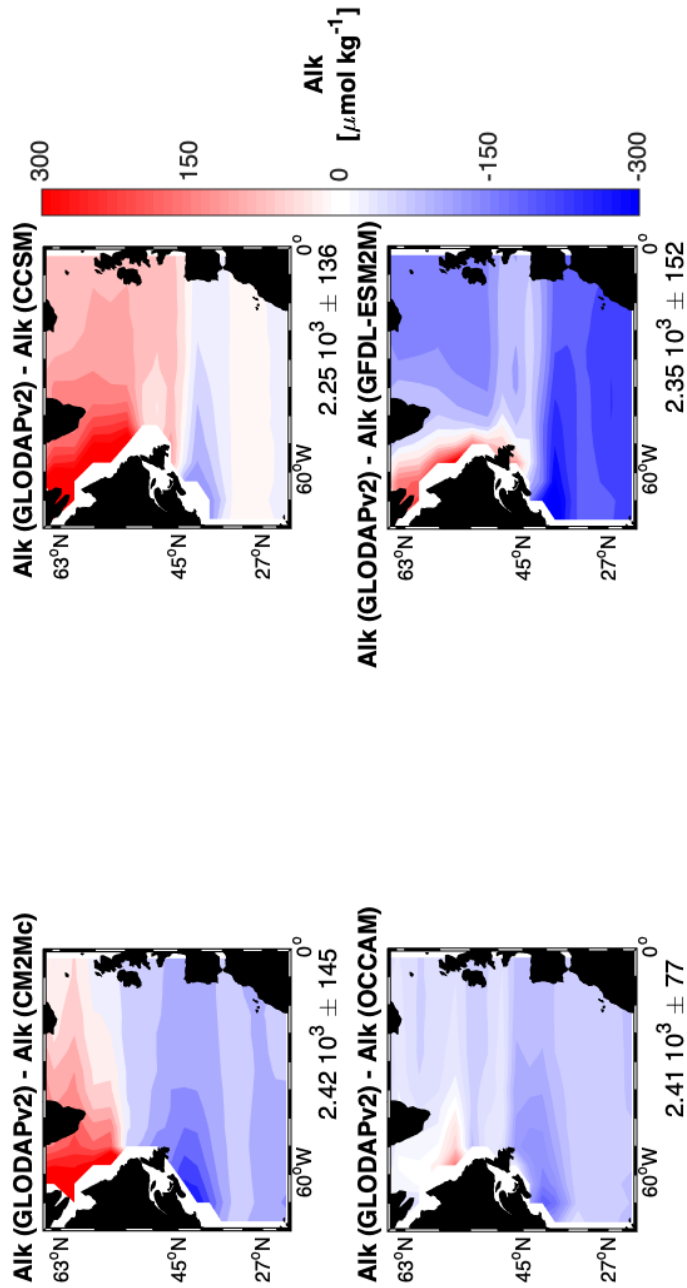 Alk (GLODAPv2) - Alk (CM2Mc)
63°N
45°N
27°N
60°W
0°
2.42 10³ ± 145
Alk (GLODAPv2) - Alk (CCSM)
63°N
45°N
27°N
60°W
0°
2.25 10³ ± 136
Alk (GLODAPv2) - Alk (OCCAM)
63°N
45°N
27°N
60°W
0°
2.41 10³ ± 77
Alk (GLODAPv2) - Alk (GFDL-ESM2M)
63°N
45°N
27°N
60°W
0°
2.35 10³ ± 152
300
150
0
-150
-300
Alk
[μmol kg⁻¹]